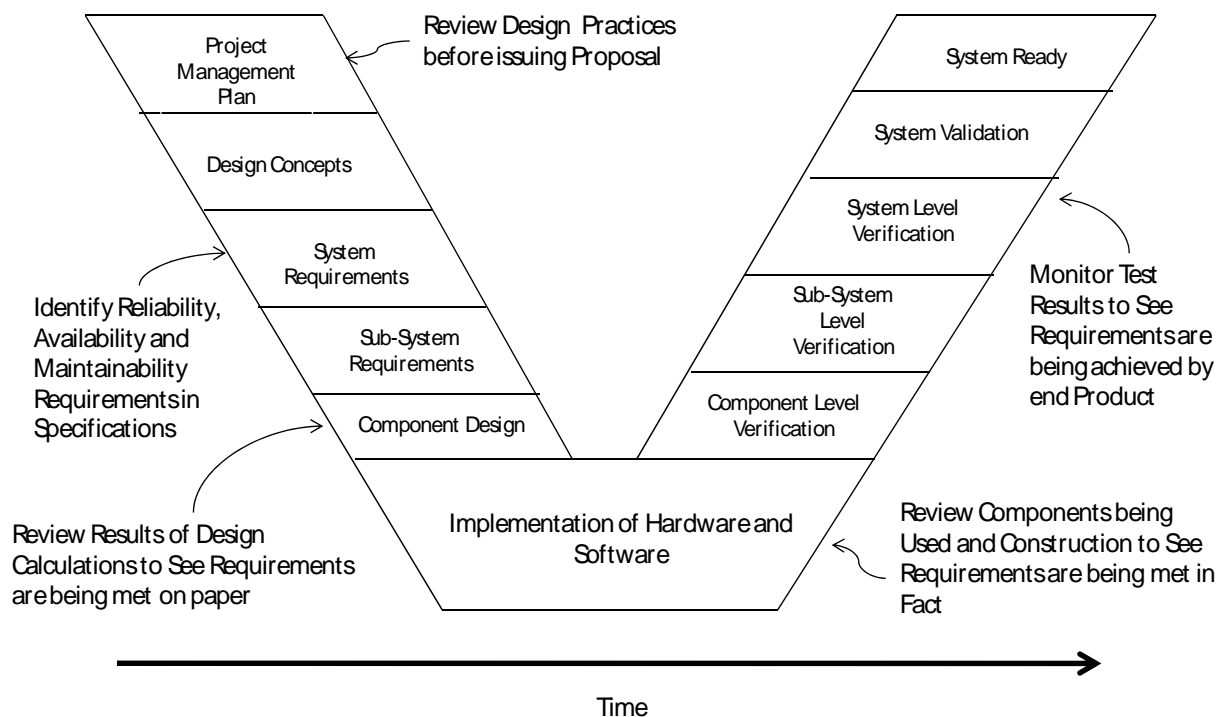 Project
Management
Plan
Review Design Practices
before issuing Proposal
Design Concepts
System
Requirements
Identify Reliability,
Availability and
Maintainability
Requirements in
Specifications
Sub-System
Requirements
Component Design
Review Results of Design
Calculations to See Requirements
are being met on paper
Implementation of Hardware and
Software
System Ready
System Validation
System Level
Verification
Monitor Test
Results to See
Requirements are
being achieved by
end Product
Sub-System
Level
Verification
Component Level
Verification
Review Components being
Used and Construction to See
Requirements are being met in
Fact
Time